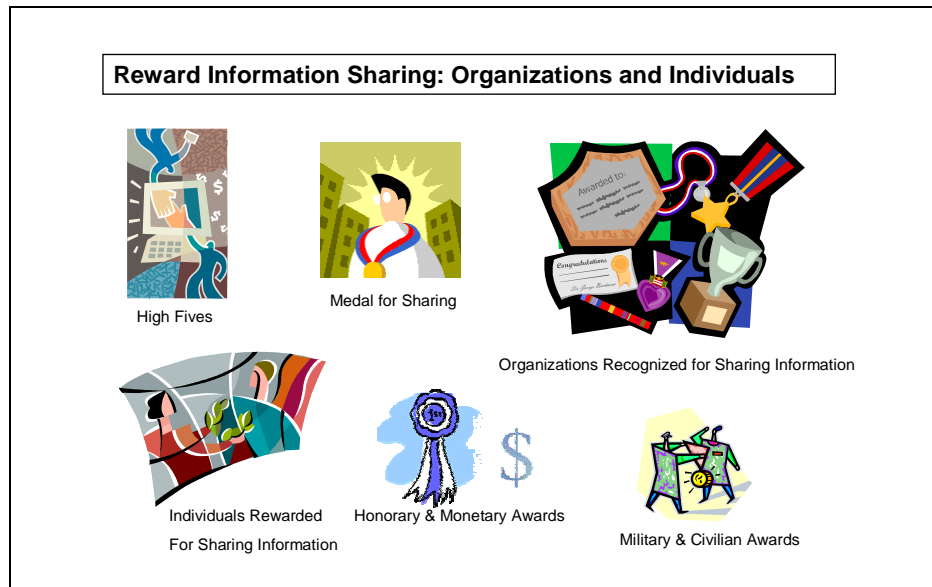 Reward Information Sharing: Organizations and Individuals
Awarded to:
Congradulations
High Fives
Medal for Sharing
Organizations Recognized for Sharing Information
1ST
$
Individuals Rewarded
For Sharing Information
Honorary & Monetary Awards
Military & Civilian Awards